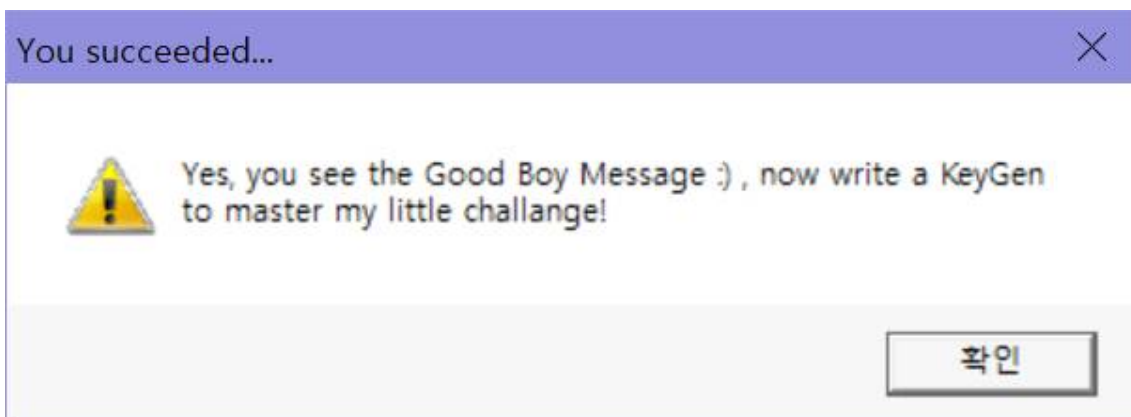 You succeeded...
Yes, you see the Good Boy Message :) , now write a KeyGen
to master my little challange!
확인